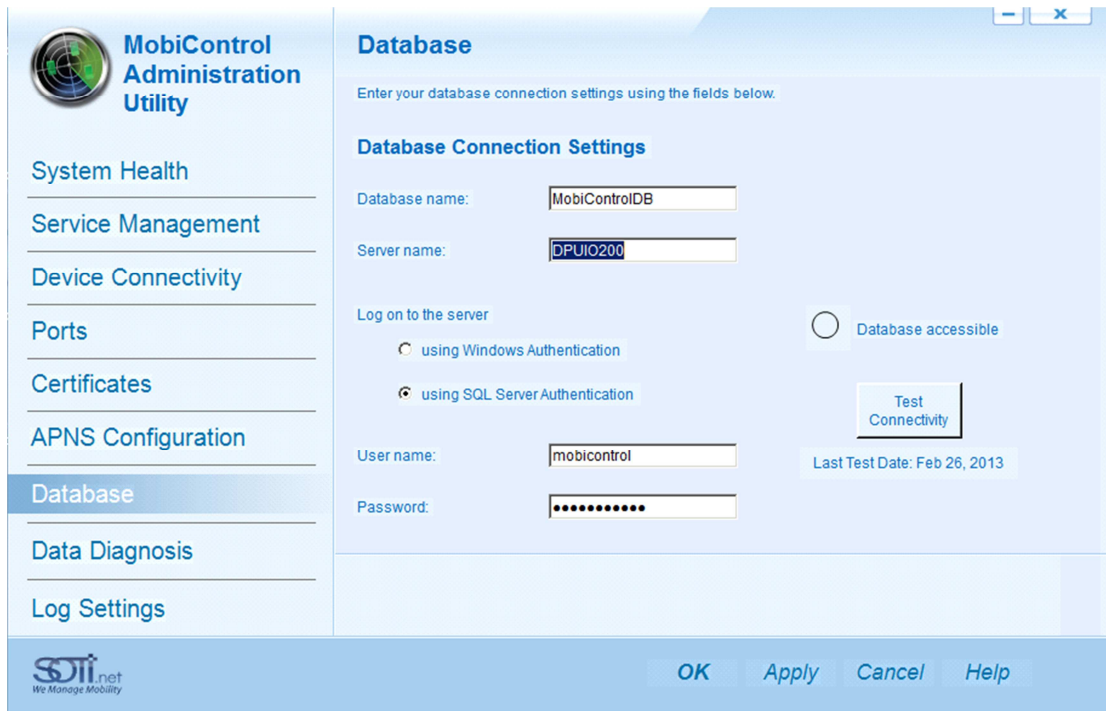 MobiControl
Administration
Utility
System Health
Service Management
Device Connectivity
Ports
Certificates
APNS Configuration
Database
Data Diagnosis
Log Settings
Database
Enter your database connection settings using the fields below.
Database Connection Settings
Database name: MobiControlDB
Server name: DPUIO200
Log on to the server
using Windows Authentication
using SQL Server Authentication
Database accessible
Test
Connectivity
Last Test Date: Feb 26, 2013
User name: mobicontrol
Password: ●●●●●●●●●●●
SOTI.net
We Manage Mobility
OK Apply Cancel Help